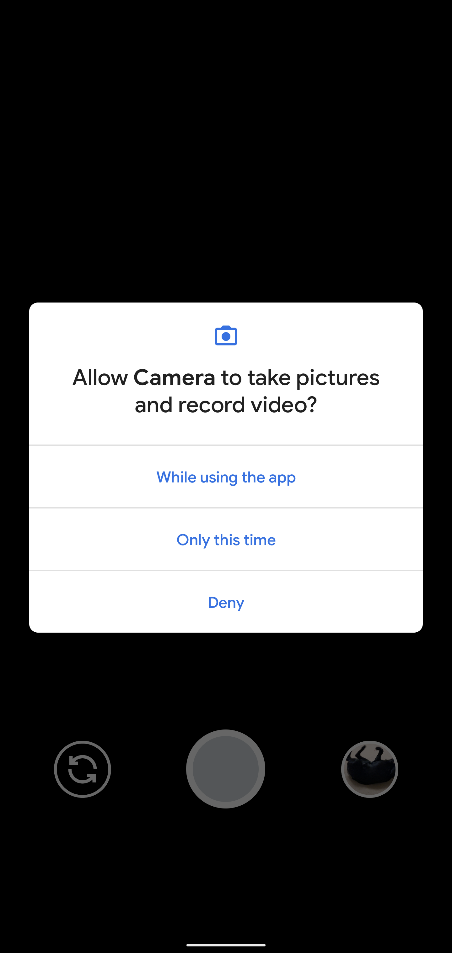 Allow Camera to take pictures
and record video?
While using the app
Only this time
Deny